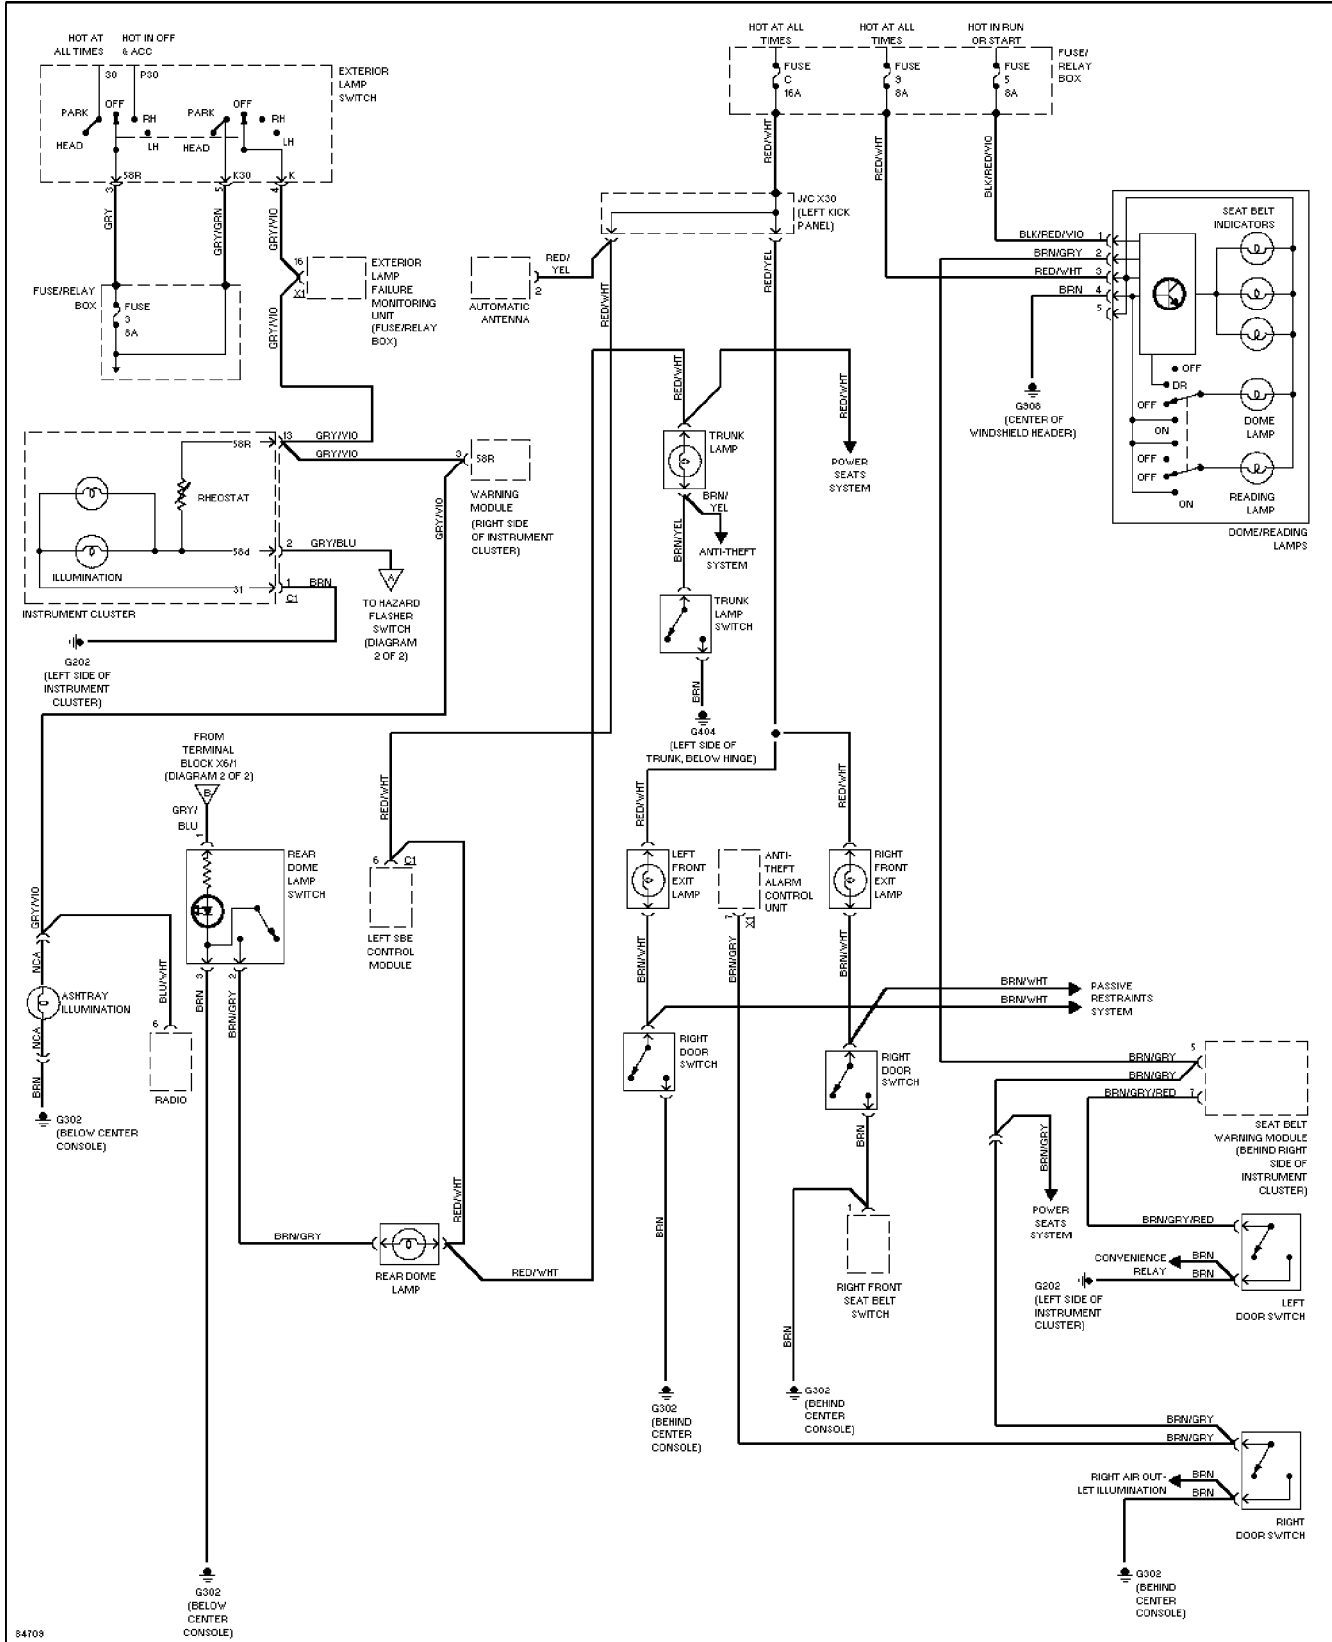 HOT AT
ALL TIMES
HOT IN OFF
& ACC
30
P30
EXTERIOR
LAMP
SWITCH
OFF
PARK
RH
HEAD
LH
OFF
PARK
RH
HEAD
LH
58R
K30
K
3
5
4
GRY
GRY/GRN
GRY/VIO
16
X1
EXTERIOR
LAMP
FAILURE
MONITORING
UNIT
(FUSE/RELAY
BOX)
FUSE/RELAY
BOX
FUSE
3
8A
GRY/VIO
HOT AT ALL
TIMES
HOT AT ALL
TIMES
HOT IN RUN
OR START
FUSE/
RELAY
BOX
FUSE
C
16A
FUSE
9
8A
FUSE
5
8A
RED/WHT
RED/WHT
BLK/RED/VIO
J/C X30
(LEFT KICK
PANEL)
RED/
YEL
2
AUTOMATIC
ANTENNA
RED/WHT
RED/YEL
SEAT BELT
INDICATORS
BLK/RED/VIO 1
BRN/GRY 2
RED/WHT 3
BRN 4
5
G908
(CENTER OF
WINDSHIELD HEADER)
OFF
DR
OFF
ON
OFF
OFF
ON
DOME
LAMP
READING
LAMP
DOME/READING
LAMPS
13
GRY/VIO
GRY/VIO
58R
3
58R
WARNING
MODULE
(RIGHT SIDE
OF INSTRUMENT
CLUSTER)
GRY/VIO
RHEOSTAT
58d
2
GRY/BLU
ILLUMINATION
31
1
BRN
C1
INSTRUMENT CLUSTER
A
TO HAZARD
FLASHER
SWITCH
(DIAGRAM
2 OF 2)
G202
(LEFT SIDE OF
INSTRUMENT
CLUSTER)
RED/WHT
TRUNK
LAMP
RED/WHT
POWER
SEATS
SYSTEM
BRN/
YEL
BRN/YEL
ANTI-THEFT
SYSTEM
TRUNK
LAMP
SWITCH
BRN
G404
(LEFT SIDE OF
TRUNK, BELOW HINGE)
FROM
TERMINAL
BLOCK X6/1
(DIAGRAM 2 OF 2)
B
GRY/
BLU
1
REAR
DOME
LAMP
SWITCH
3
2
BRN
BRN/GRY
RED/WHT
6
C1
LEFT SBE
CONTROL
MODULE
RED/WHT
LEFT
FRONT
EXIT
LAMP
ANTI-
THEFT
ALARM
CONTROL
UNIT
7
X1
RED/WHT
RIGHT
FRONT
EXIT
LAMP
BRN/WHT
BRN/GRY
BRN/WHT
GRY/VIO
NCA
ASHTRAY
ILLUMINATION
NCA
BRN
G302
(BELOW CENTER
CONSOLE)
BLU/WHT
6
RADIO
BRN/WHT
BRN/WHT
PASSIVE
RESTRAINTS
SYSTEM
RIGHT
DOOR
SWITCH
RIGHT
DOOR
SWITCH
BRN
BRN
1
RIGHT FRONT
SEAT BELT
SWITCH
BRN
G302
(BEHIND
CENTER
CONSOLE)
G302
(BEHIND
CENTER
CONSOLE)
BRN/GRY
REAR DOME
LAMP
RED/WHT
RED/WHT
5
BRN/GRY
BRN/GRY
BRN/GRY/RED
7
SEAT BELT
WARNING MODULE
(BEHIND RIGHT
SIDE OF
INSTRUMENT
CLUSTER)
BRN/GRY
POWER
SEATS
SYSTEM
BRN/GRY/RED
CONVENIENCE
RELAY
BRN
BRN
G202
(LEFT SIDE OF
INSTRUMENT
CLUSTER)
LEFT
DOOR SWITCH
BRN/GRY
BRN/GRY
RIGHT AIR OUT-
LET ILLUMINATION
BRN
BRN
RIGHT
DOOR SWITCH
G302
(BEHIND
CENTER
CONSOLE)
G302
(BELOW
CENTER
CONSOLE)
84709